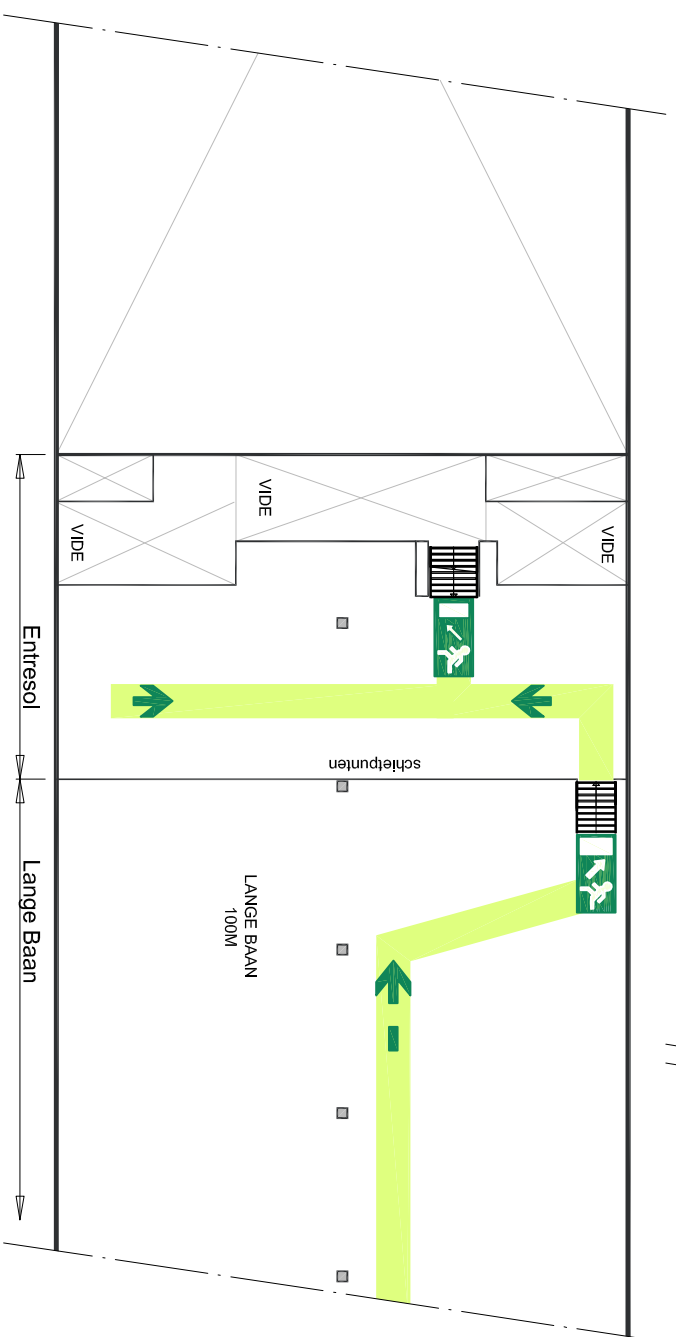 VIDE
VIDE
VIDE
Entresol
schietpunten
LANGE BAAN
100M
Lange Baan